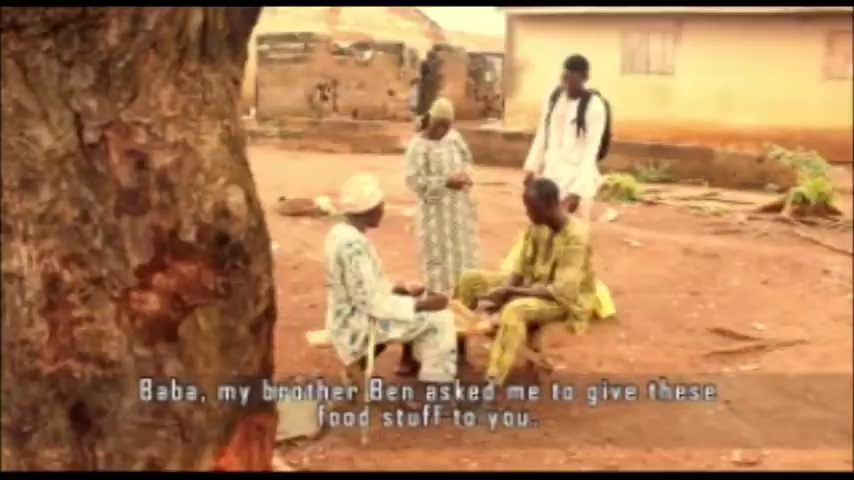 Baba, my brother Ben asked me to give these
food stuff to you.